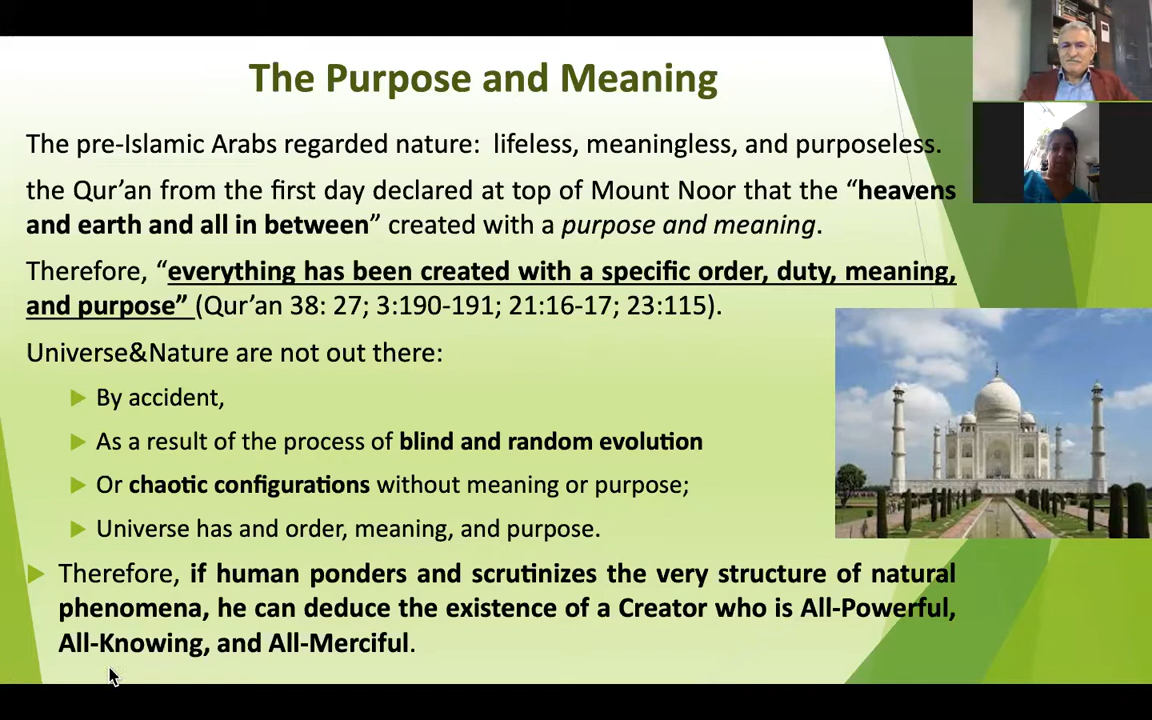 The Purpose and Meaning
The pre-Islamic Arabs regarded nature:  lifeless, meaningless, and purposeless.
the Qur’an from the first day declared at top of Mount Noor that the “heavens
and earth and all in between” created with a purpose and meaning.
Therefore, “everything has been created with a specific order, duty, meaning,
and purpose” (Qur’an 38: 27; 3:190-191; 21:16-17; 23:115).
Universe&Nature are not out there:
By accident,
As a result of the process of blind and random evolution
Or chaotic configurations without meaning or purpose;
Universe has and order, meaning, and purpose.
Therefore, if human ponders and scrutinizes the very structure of natural
phenomena, he can deduce the existence of a Creator who is All-Powerful,
All-Knowing, and All-Merciful.